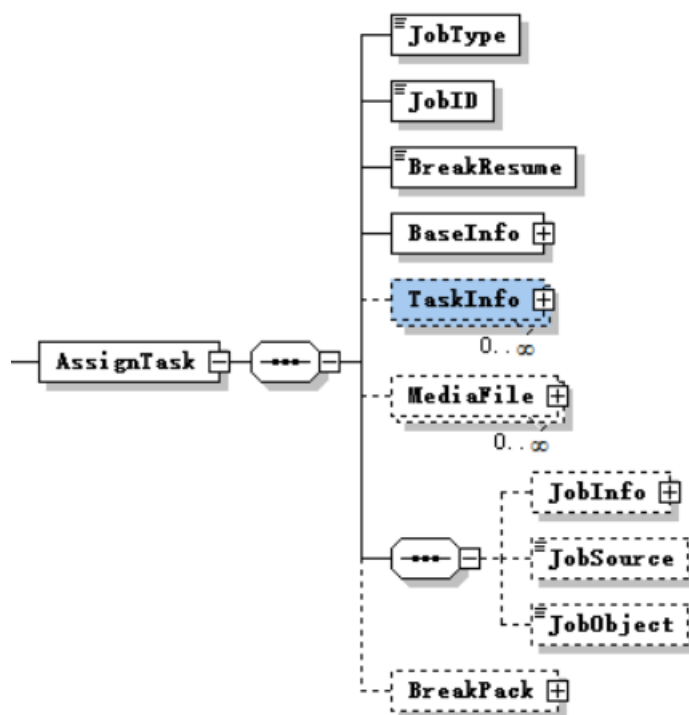 JobType
JobID
BreakResume
BaseInfo
TaskInfo
0..∞
AssignTask
MediaFile
0..∞
JobInfo
JobSource
JobObject
BreakPack